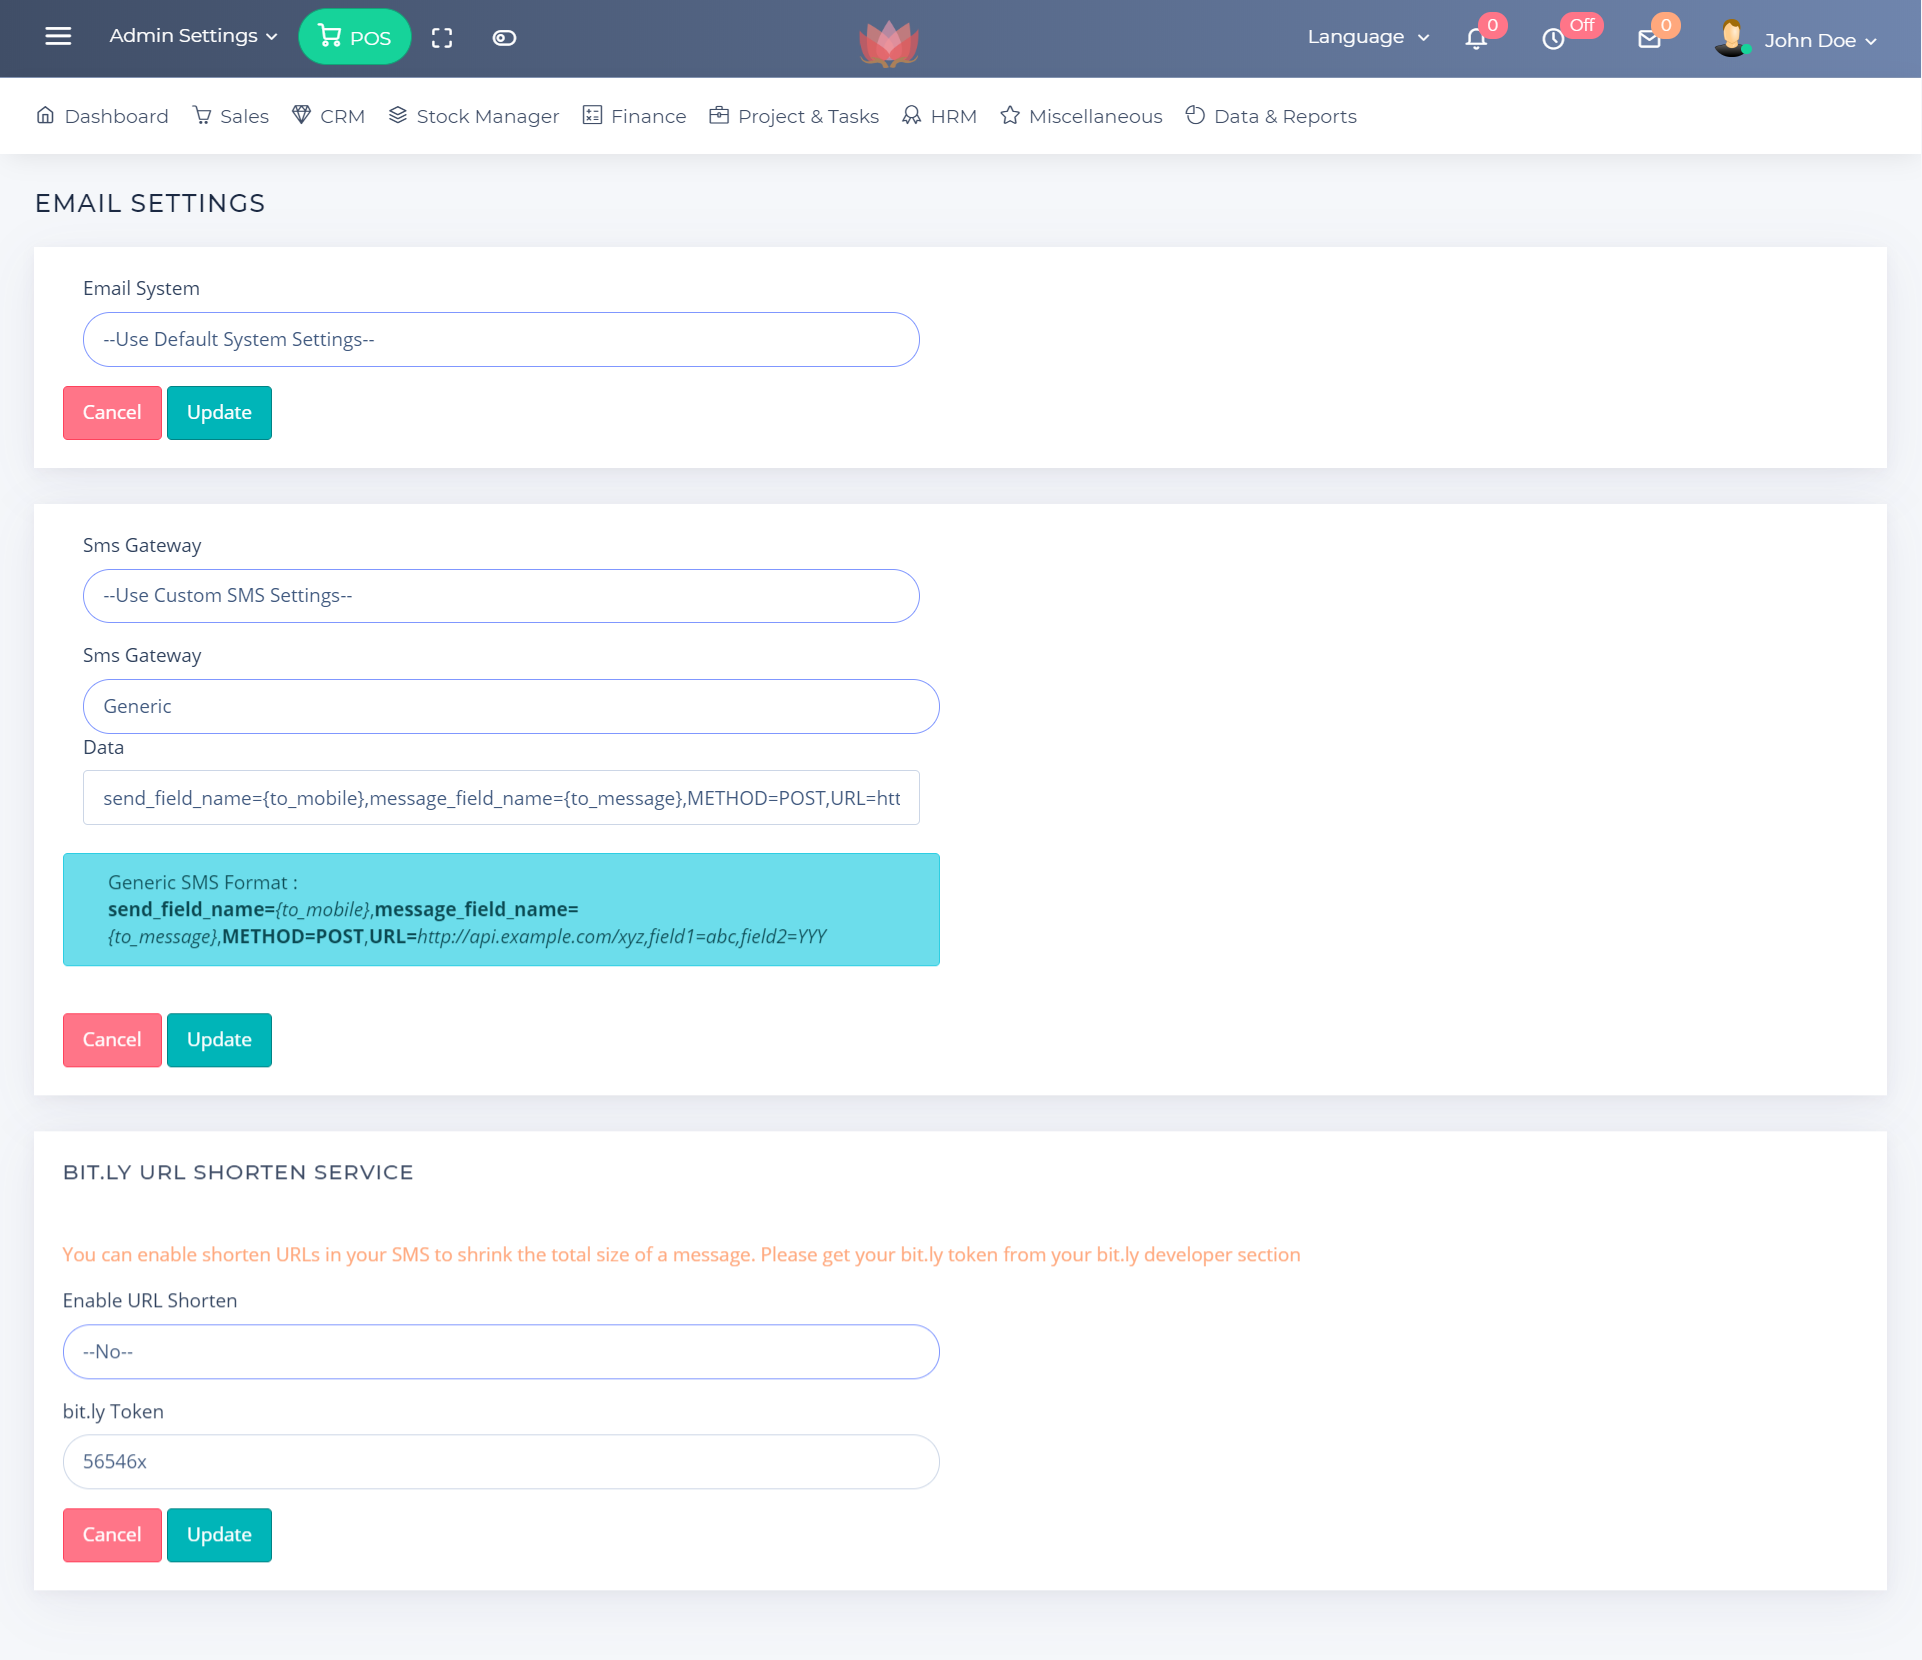 Admin Settings
POS
Language
0
Off
0
John Doe
Dashboard Sales CRM Stock Manager Finance Project & Tasks HRM Miscellaneous Data & Reports
EMAIL SETTINGS
Email System
--Use Default System Settings--
Cancel Update
Sms Gateway
--Use Custom SMS Settings--
Sms Gateway
Generic
Data
send_field_name={to_mobile},message_field_name={to_message},METHOD=POST,URL=htt
Generic SMS Format :
send_field_name={to_mobile},message_field_name=
{to_message},METHOD=POST,URL=http://api.example.com/xyz,field1=abc,field2=YYY
Cancel Update
BIT.LY URL SHORTEN SERVICE
You can enable shorten URLs in your SMS to shrink the total size of a message. Please get your bit.ly token from your bit.ly developer section
Enable URL Shorten
--No--
bit.ly Token
56546x
Cancel Update